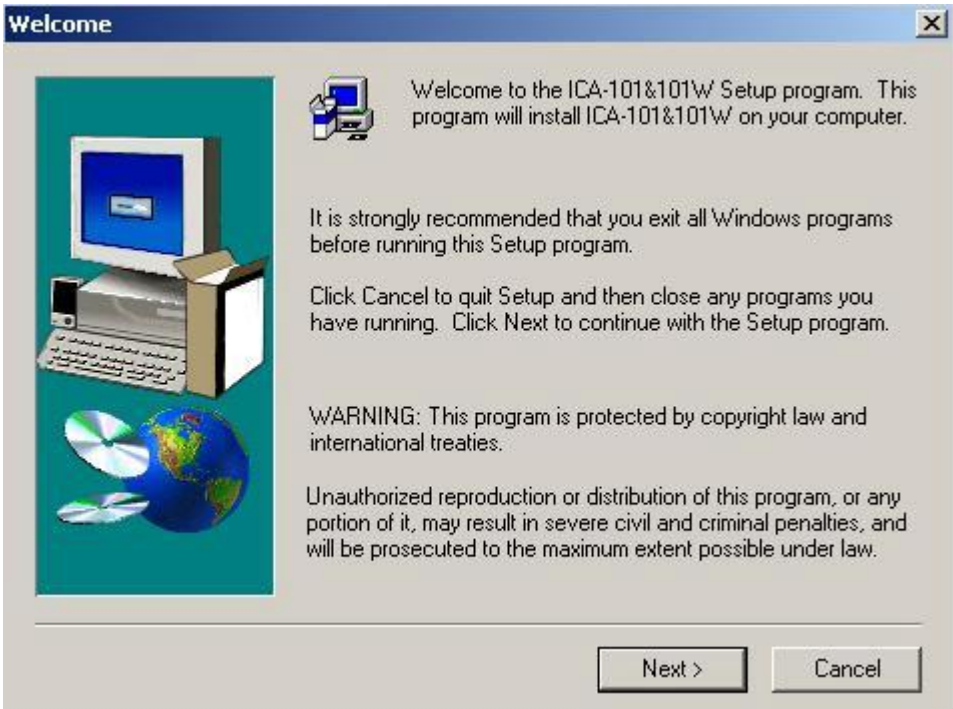 Welcome
Welcome to the ICA-101&101W Setup program.  This
program will install ICA-101&101W on your computer.
It is strongly recommended that you exit all Windows programs
before running this Setup program.
Click Cancel to quit Setup and then close any programs you
have running.  Click Next to continue with the Setup program.
WARNING: This program is protected by copyright law and
international treaties.
Unauthorized reproduction or distribution of this program, or any
portion of it, may result in severe civil and criminal penalties, and
will be prosecuted to the maximum extent possible under law.
Next >
Cancel